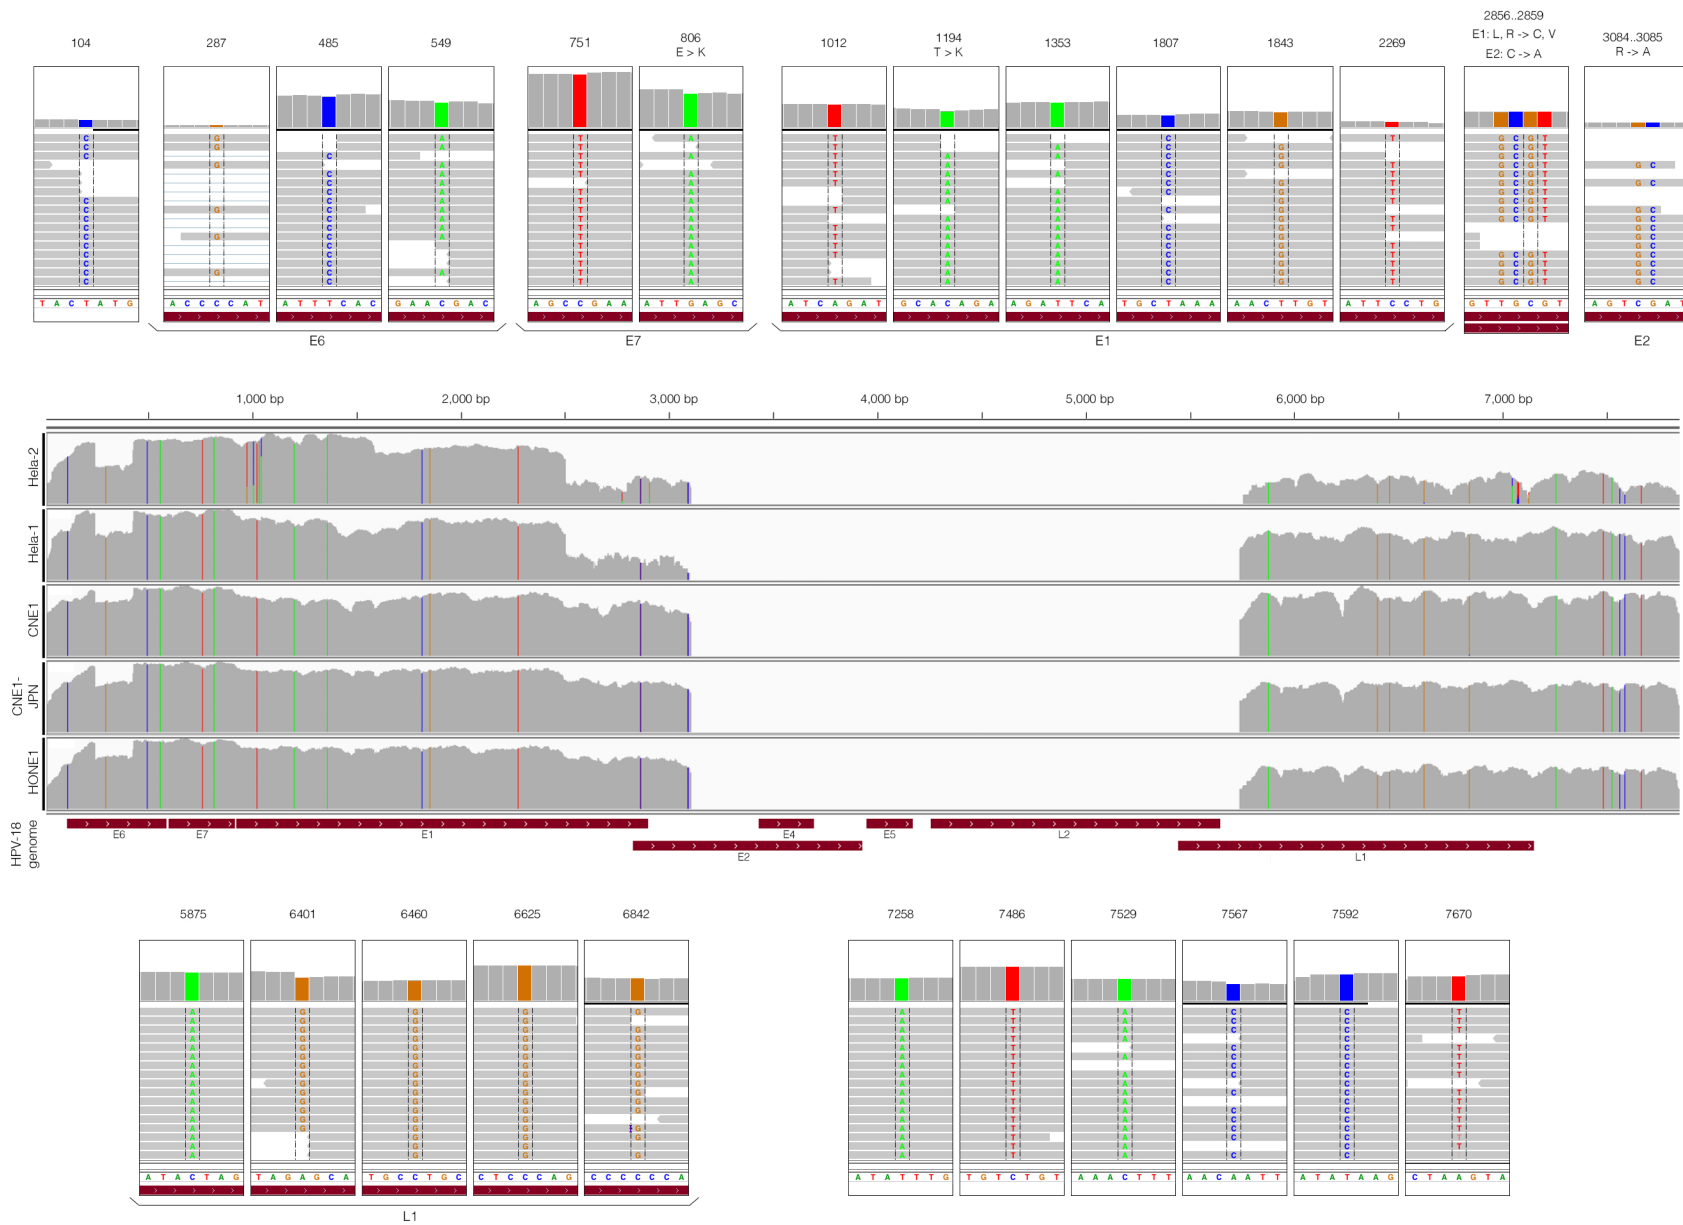 2856..2859
104 287 485 549 751 806 1012 1194 1353 1807 1843 2269 E1: L, R -> C, V 3084..3085
E > K T > K E2: C -> A R -> A
T A C T A T G A C C C C A T A T T T C A C G A A C G A C A G C C G A A A T T G A G C A T C A G A T G C A C A G A A G A T T C A T G C T A A A A A C T T G T A T T C C T G G T T G C G T A G T C G A T
E6 E7 E1 E2
1,000 bp 2,000 bp 3,000 bp 4,000 bp 5,000 bp 6,000 bp 7,000 bp
Hela-2
Hela-1
CNE1
CNE1-
JPN
HONE1
HPV-18
genome
E6 E7 E1 E4 E5 L2
E2 L1
5875 6401 6460 6625 6842 7258 7486 7529 7567 7592 7670
A T A C T A G T A G A G C A T G C C T G C C T C C C A G C C C C C C A A T A T T T G T G T C T G T A A A C T T T A A C A A T T A T A T A A G C T A A G T A
L1